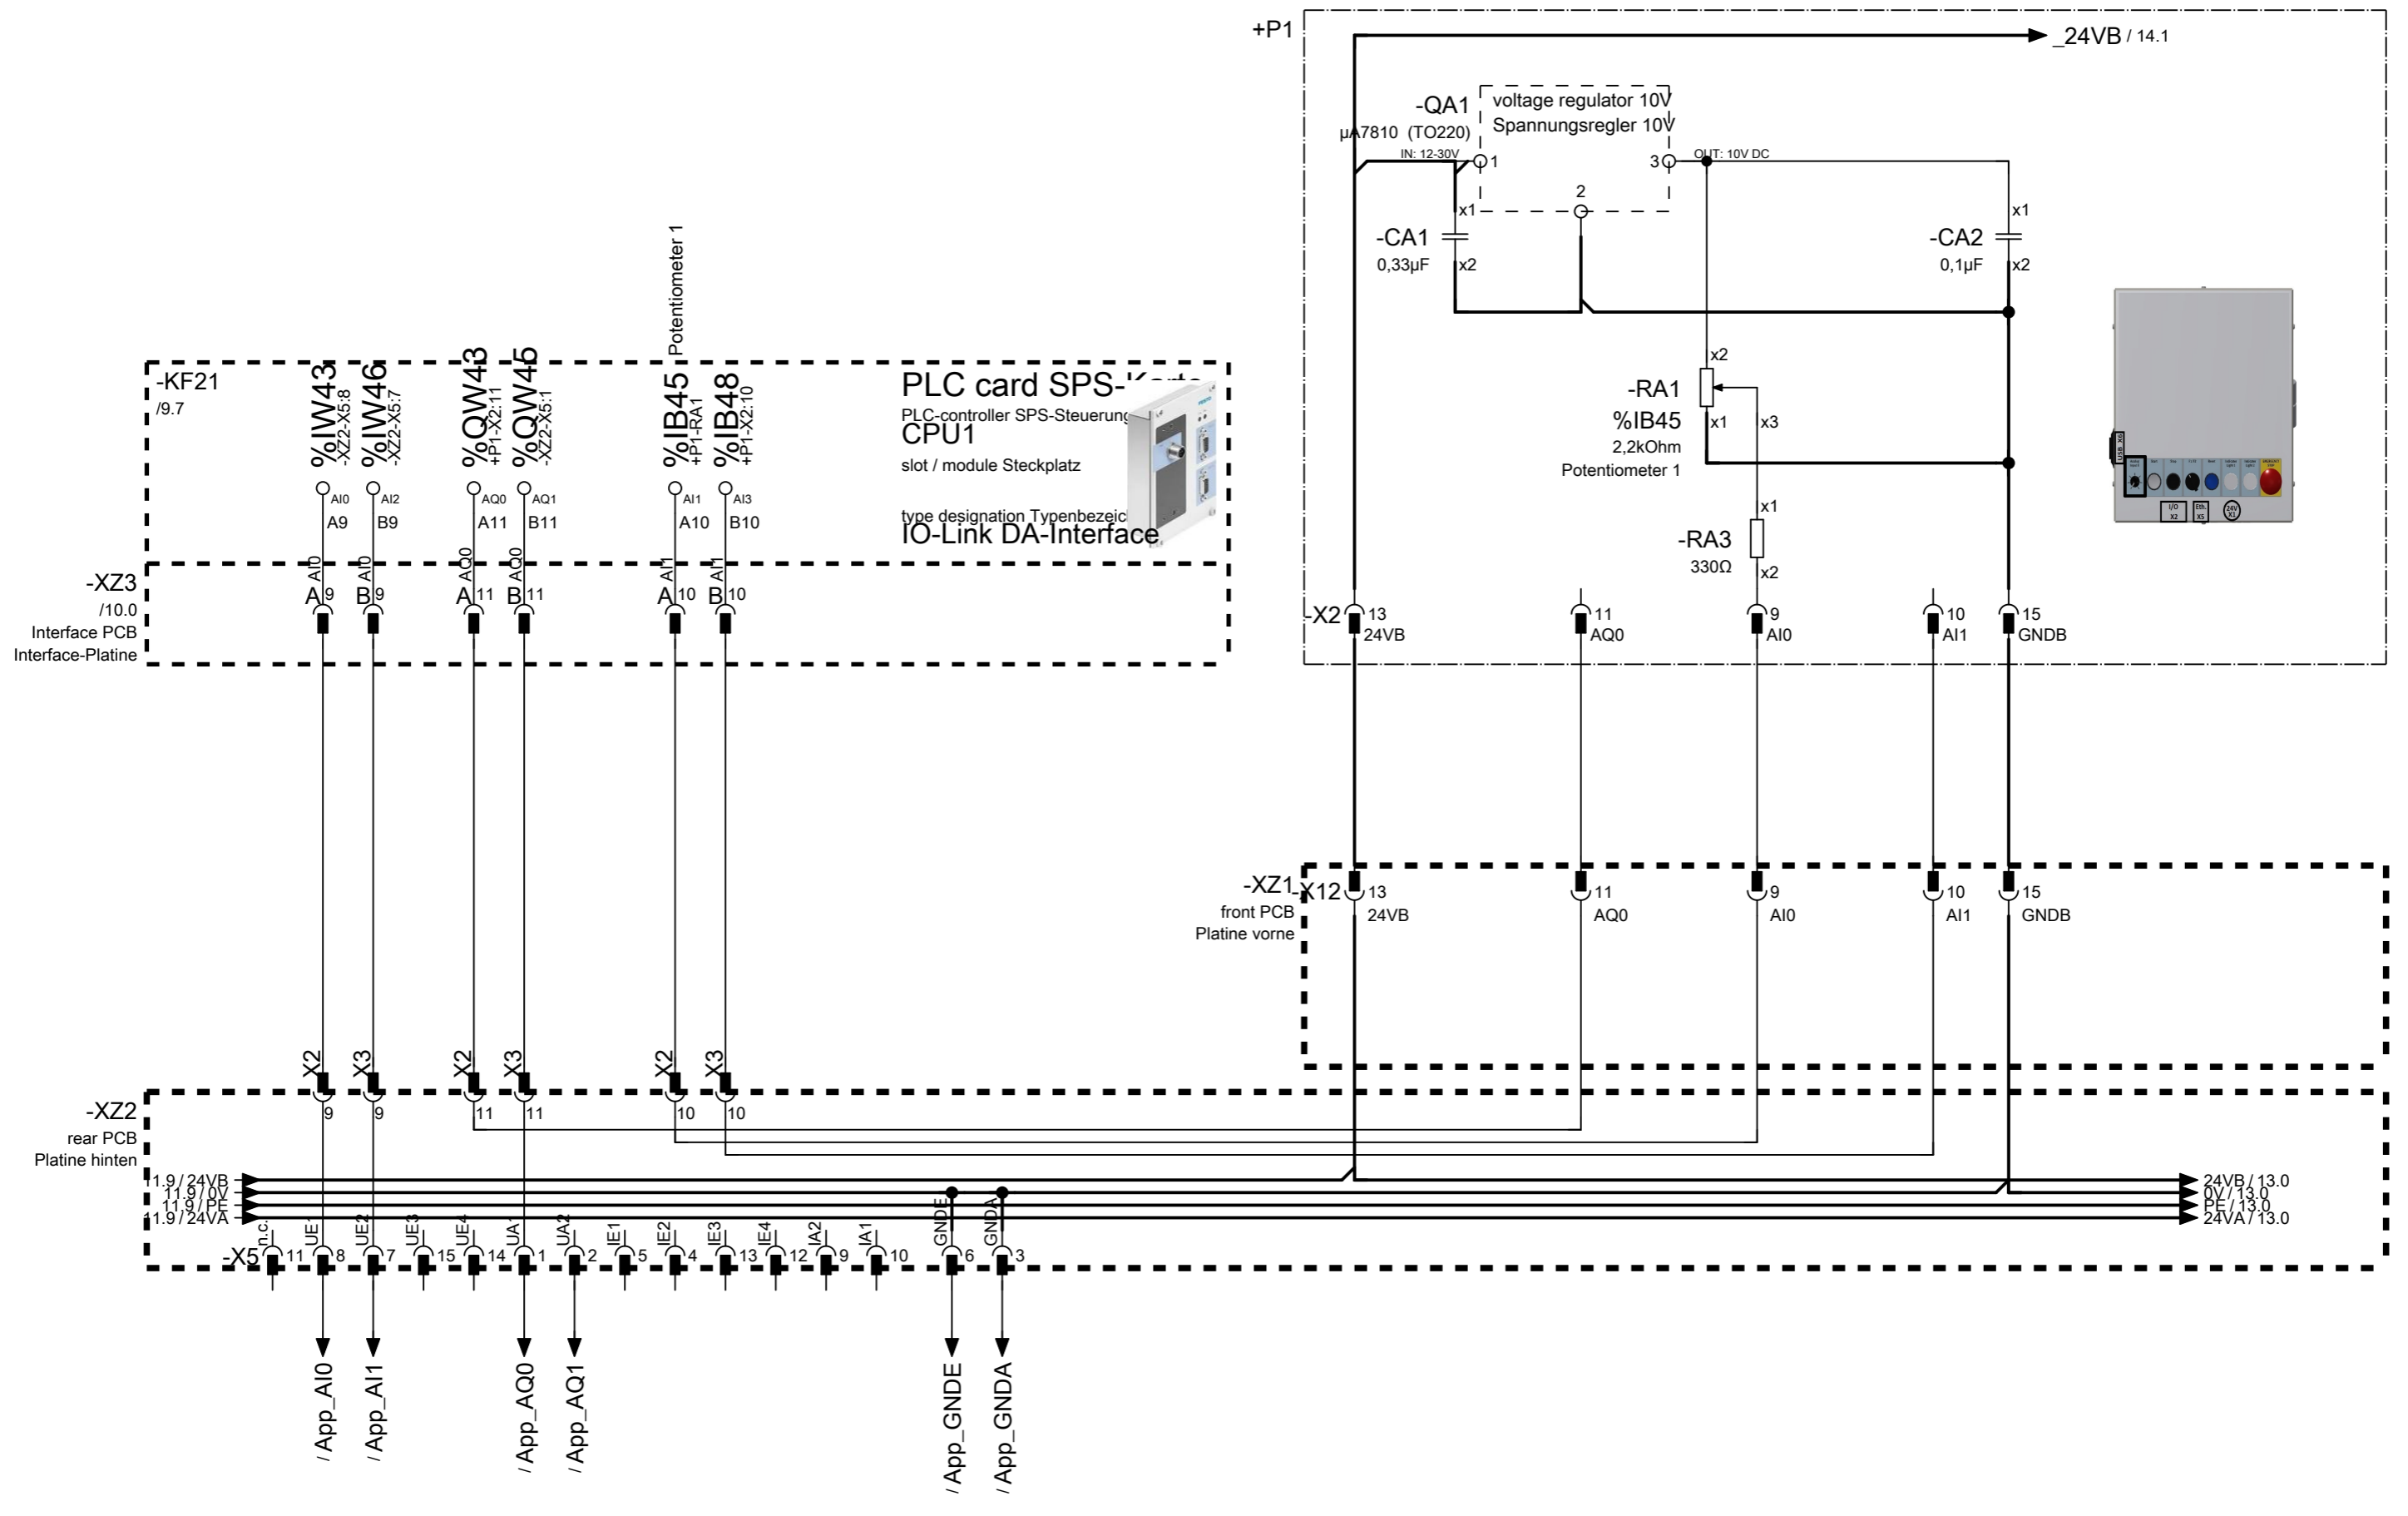 +P1
_24VB / 14.1
-QA1
µA7810 (TO220)
voltage regulator 10V
Spannungsregler 10V
IN: 12-30V
1
3
OUT: 10V DC
2
x1
-CA1
0,33µF
x2
x1
-CA2
0,1µF
x2
x2
-RA1
%IB45
2,2kOhm
Potentiometer 1
x1
x3
x1
-RA3
330Ω
x2
-X2
13
24VB
11
AQ0
9
AI0
10
AI1
15
GNDB
USB X6
I/O
X2
Eth.
X5
24V
X1
Potentiometer 1
-KF21
/9.7
%IW43
-XZ2-X5:8
%IW46
-XZ2-X5:7
%QW43
+P1-X2:11
%QW45
-XZ2-X5:1
%IB45
+P1-RA1
%IB48
+P1-X2:10
PLC card SPS-Karte
PLC-controller SPS-Steuerung
CPU1
slot / module Steckplatz
type designation Typenbezeic
IO-Link DA-Interface
AI0
A9
AI2
B9
AQ0
A11
AQ1
B11
AI1
A10
AI3
B10
AI0
AI0
AQ0
AQ0
AI1
AI1
-XZ3
/10.0
Interface PCB
Interface-Platine
A 9
B 9
A 11
B 11
A 10
B 10
-XZ1
front PCB
Platine vorne
-X12
13
24VB
11
AQ0
9
AI0
10
AI1
15
GNDB
X2
X3
X2
X3
X2
X3
9
9
11
11
10
10
-XZ2
rear PCB
Platine hinten
11.9 / 24VB
11.9 / 0V
11.9 / PE
11.9 / 24VA
24VB / 13.0
0V / 13.0
PE / 13.0
24VA / 13.0
n.c.
UE1
UE2
UE3
UE4
UA1
UA2
IE1
IE2
IE3
IE4
IA2
IA1
GNDE
GNDA
-X5
11
8
7
15
14
1
2
5
4
13
12
9
10
6
3
/ App_AI0
/ App_AI1
/ App_AQ0
/ App_AQ1
/ App_GNDE
/ App_GNDA